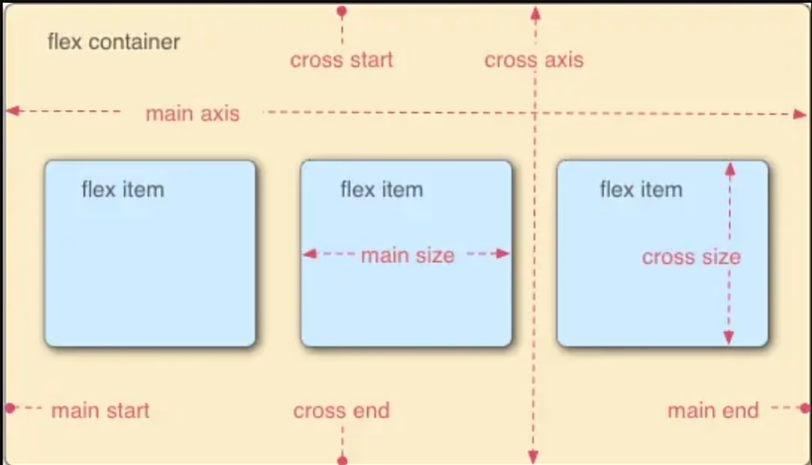 flex container
cross start
cross axis
main axis
flex item
flex item
flex item
main size
cross size
main start
cross end
main end